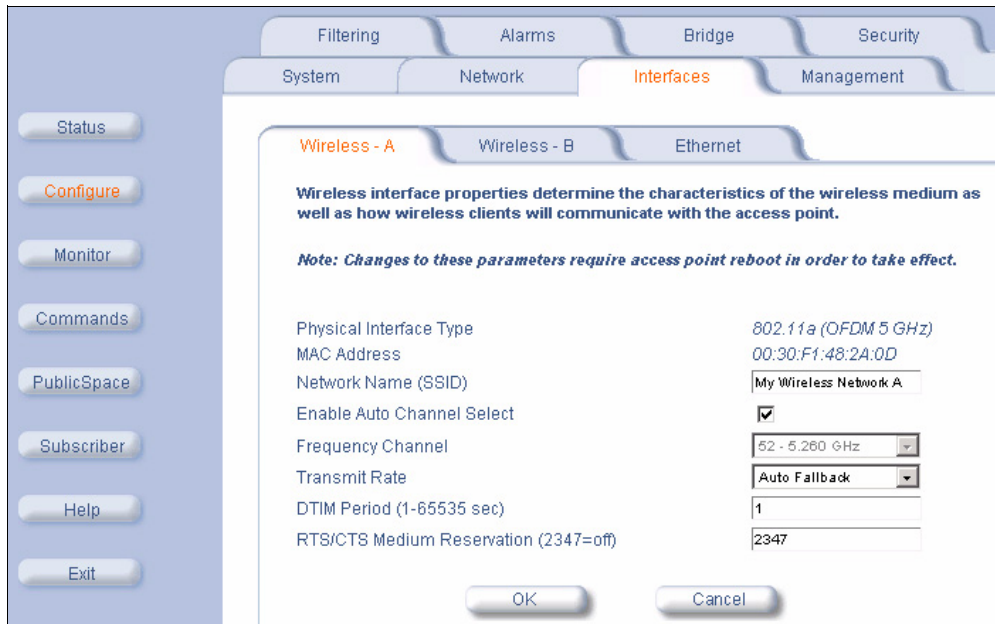 Filtering Alarms Bridge Security
System Network Interfaces Management
Status
Configure
Monitor
Commands
PublicSpace
Subscriber
Help
Exit
Wireless - A Wireless - B Ethernet
Wireless interface properties determine the characteristics of the wireless medium as
well as how wireless clients will communicate with the access point.
Note: Changes to these parameters require access point reboot in order to take effect.
Physical Interface Type 802.11a (OFDM 5 GHz)
MAC Address 00:30:F1:48:2A:0D
Network Name (SSID) My Wireless Network A
Enable Auto Channel Select
Frequency Channel 52 - 5.260 GHz
Transmit Rate Auto Fallback
DTIM Period (1-65535 sec) 1
RTS/CTS Medium Reservation (2347=off) 2347
OK Cancel